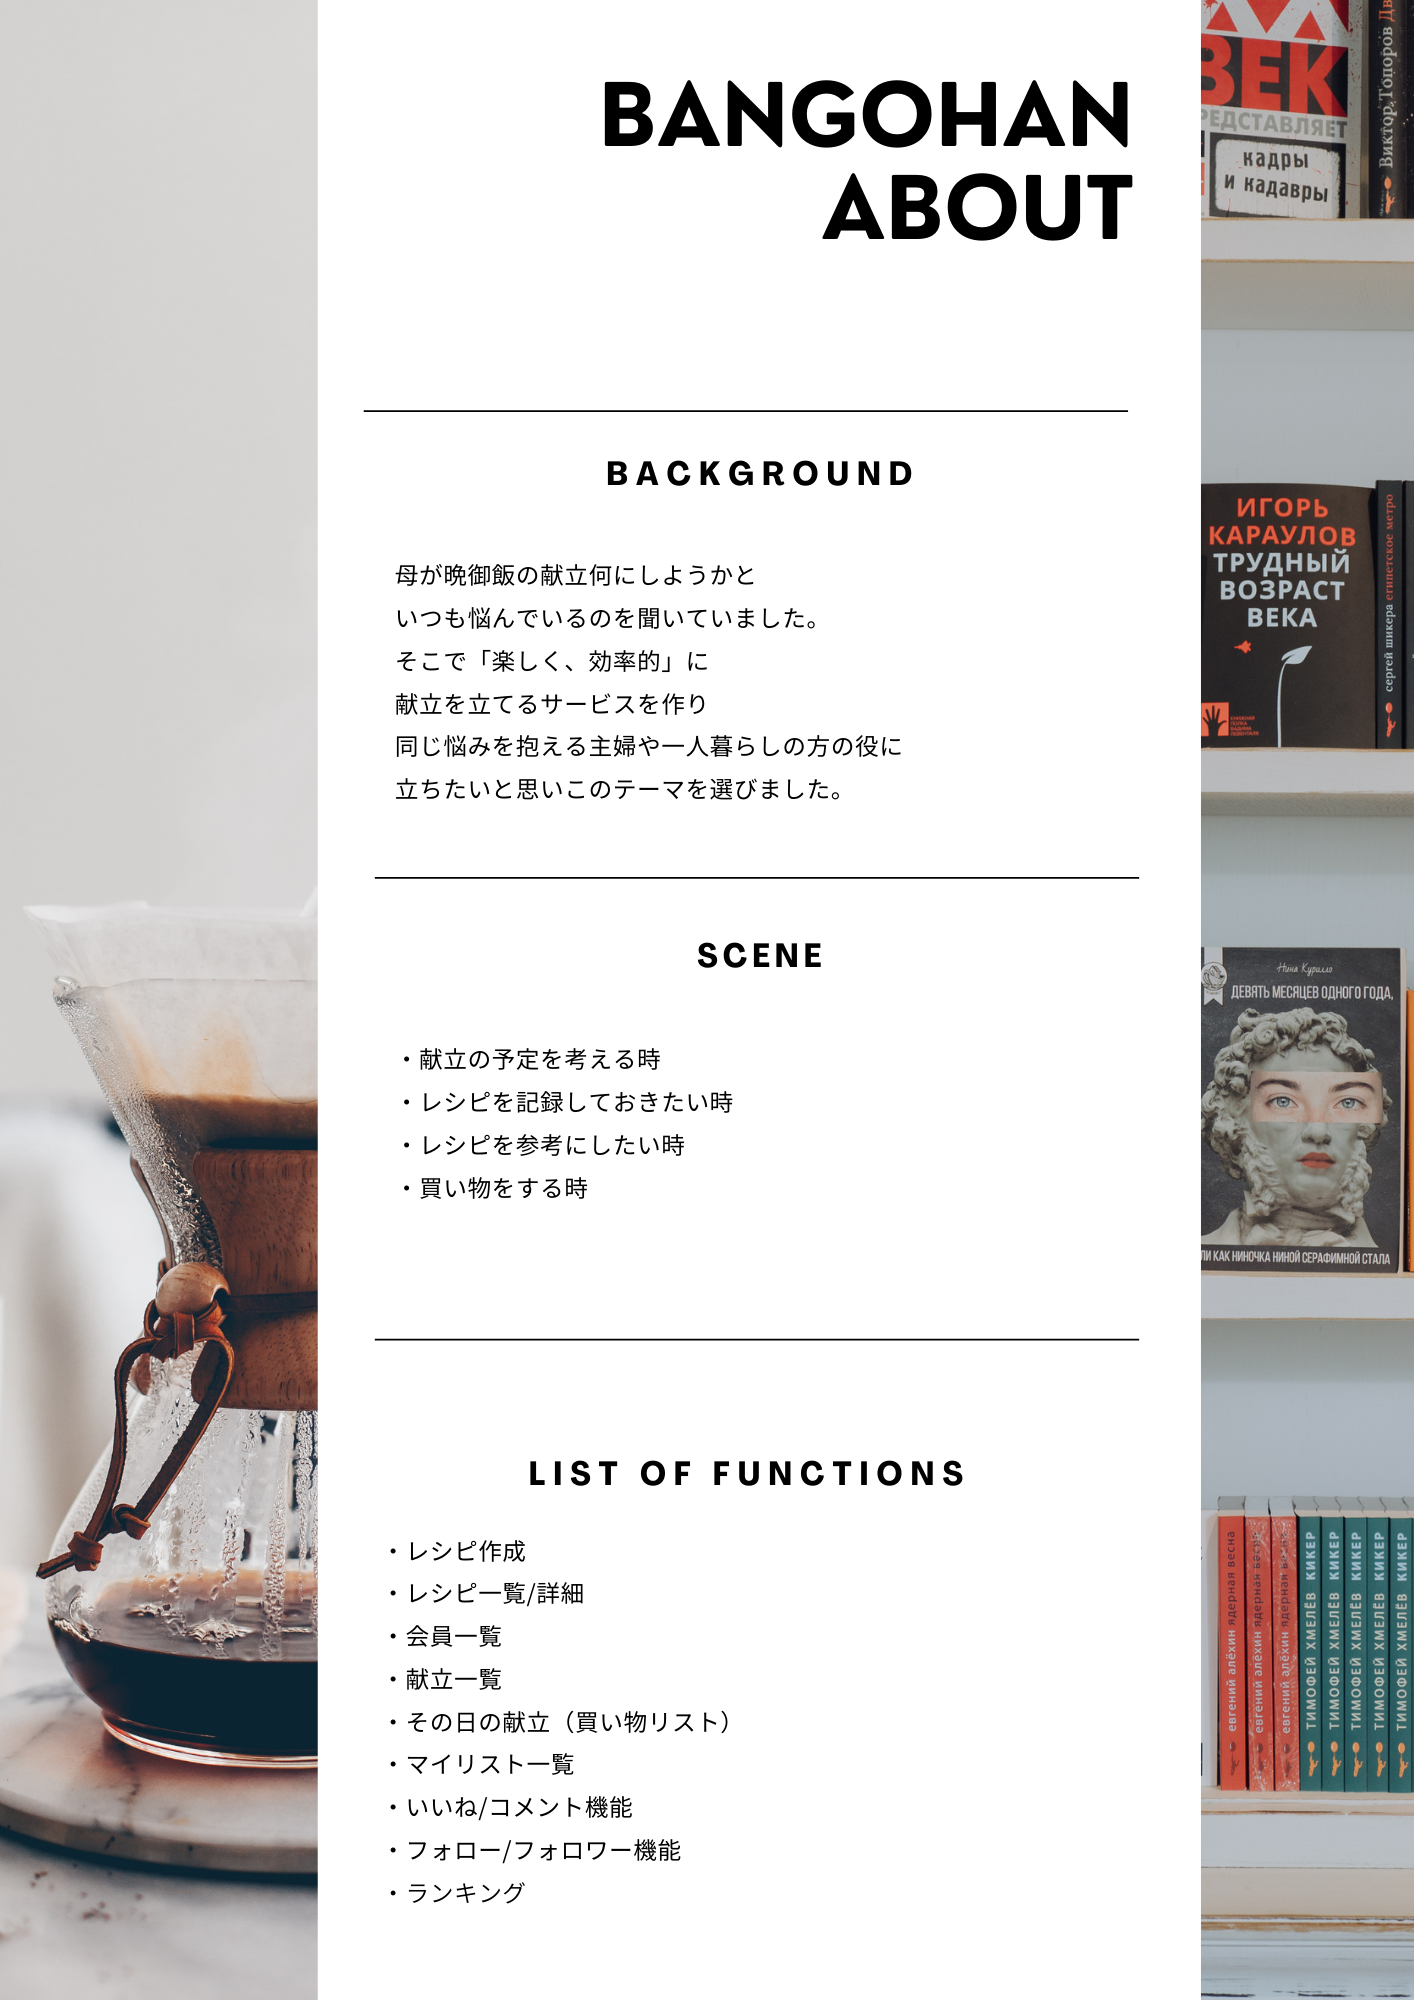 BANGOHAN
ABOUT
BACKGROUND
母が晩御飯の献立何にしようかと
いつも悩んでいるのを聞いていました。
そこで「楽しく、効率的」に
献立を立てるサービスを作り
同じ悩みを抱える主婦や一人暮らしの方の役に
立ちたいと思いこのテーマを選びました。
SCENE
・献立の予定を考える時
・レシピを記録しておきたい時
・レシピを参考にしたい時
・買い物をする時
LIST OF FUNCTIONS
・レシピ作成
・レシピ一覧/詳細
・会員一覧
・献立一覧
・その日の献立（買い物リスト）
・マイリスト一覧
・いいね/コメント機能
・フォロー/フォロワー機能
・ランキング
ВЕК
РЕДСТАВЛЯЕТ
кадры
и кадавры
Виктор Топоров
ИГОРЬ
КАРАУЛОВ
ТРУДНЫЙ
ВОЗРАСТ
ВЕКА
сергей шикера египетское метро
Нина Курилло
ДЕВЯТЬ МЕСЯЦЕВ ОДНОГО ГОДА,
ЛИ КАК НИНОЧКА НИНОЙ СЕРАФИМНОЙ СТАЛА
евгений алёхин ядерная весна
евгений алёхин ядерная весна
евгений алёхин ядерная весна
ТИМОФЕЙ ХМЕЛЁВ КИКЕР
ТИМОФЕЙ ХМЕЛЁВ КИКЕР
ТИМОФЕЙ ХМЕЛЁВ КИКЕР
ТИМОФЕЙ ХМЕЛЁВ КИКЕР
ТИМОФЕЙ ХМЕЛЁВ КИКЕР